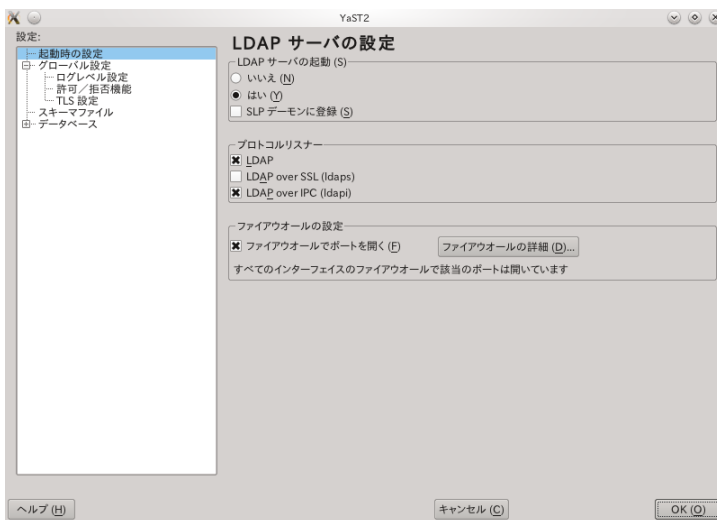 YaST2
設定:
起動時の設定
グローバル設定
ログレベル設定
許可／拒否機能
TLS 設定
スキーマファイル
データベース
LDAP サーバの設定
LDAP サーバの起動 (S)
いいえ (N)
はい (Y)
SLP デーモンに登録 (S)
プロトコルリスナー
LDAP
LDAP over SSL (ldaps)
LDAP over IPC (ldapi)
ファイアウオールの設定
ファイアウオールでポートを開く (F)
ファイアウオールの詳細 (D)...
すべてのインターフェイスのファイアウオールで該当のポートは開いています
ヘルプ (H)
キャンセル (C)
OK (O)